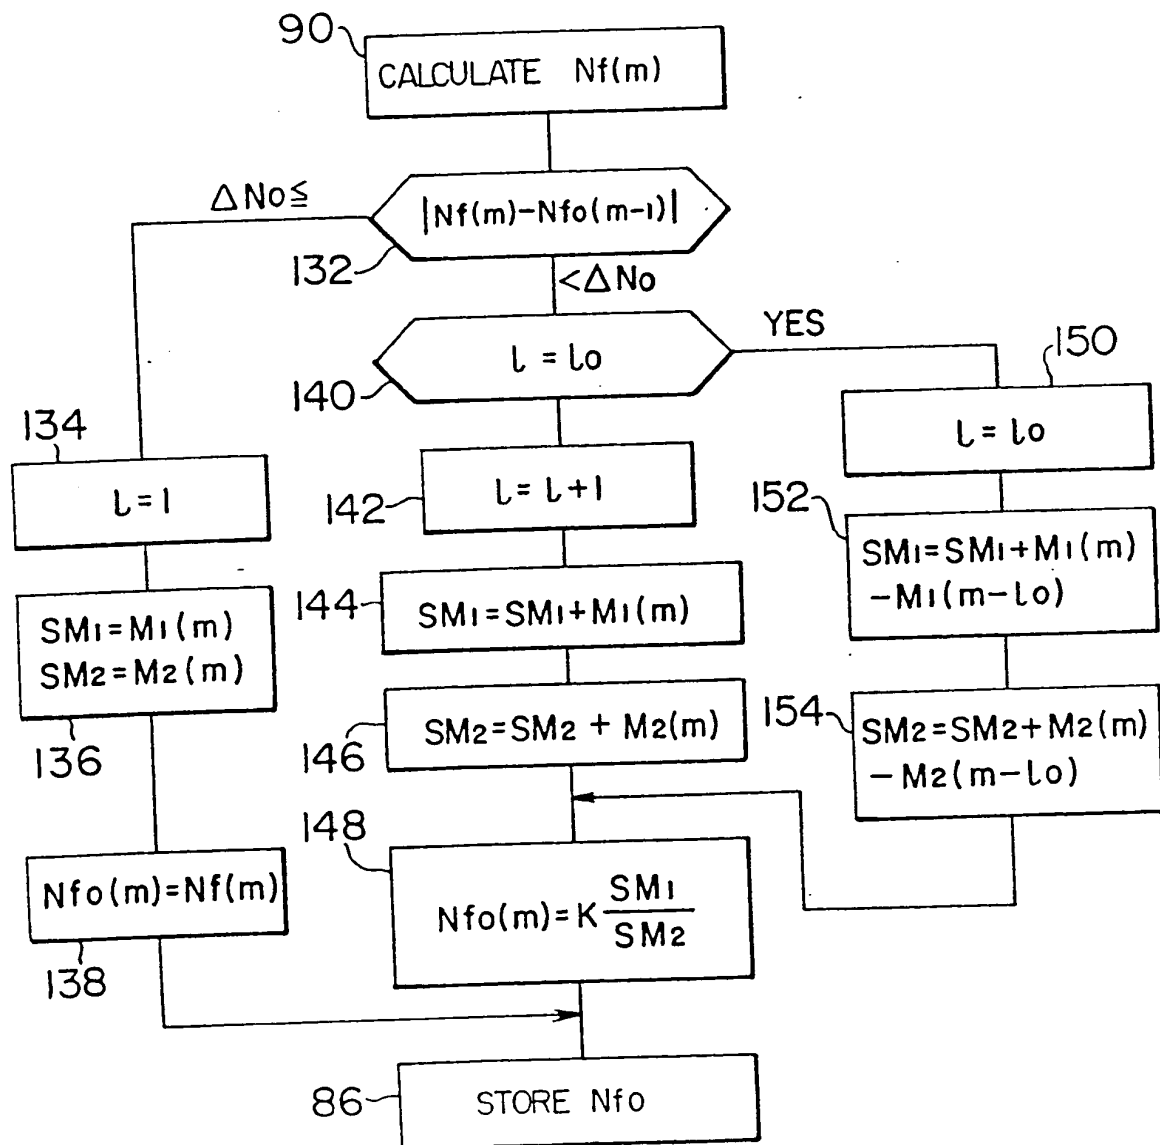 90
CALCULATE Nf(m)
ΔNo≦
|Nf(m)-Nfo(m-1)|
132
<ΔNo
YES
l = lo
140
150
l = lo
134
l = 1
l = l+1
142
152
SM1=SM1+M1(m)
-M1(m-lo)
144
SM1=SM1+M1(m)
SM1=M1(m)
SM2=M2(m)
136
146
SM2=SM2 + M2(m)
154
SM2=SM2+M2(m)
-M2(m-lo)
148
Nfo(m)=K SM1
SM2
Nfo(m)=Nf(m)
138
86
STORE Nfo